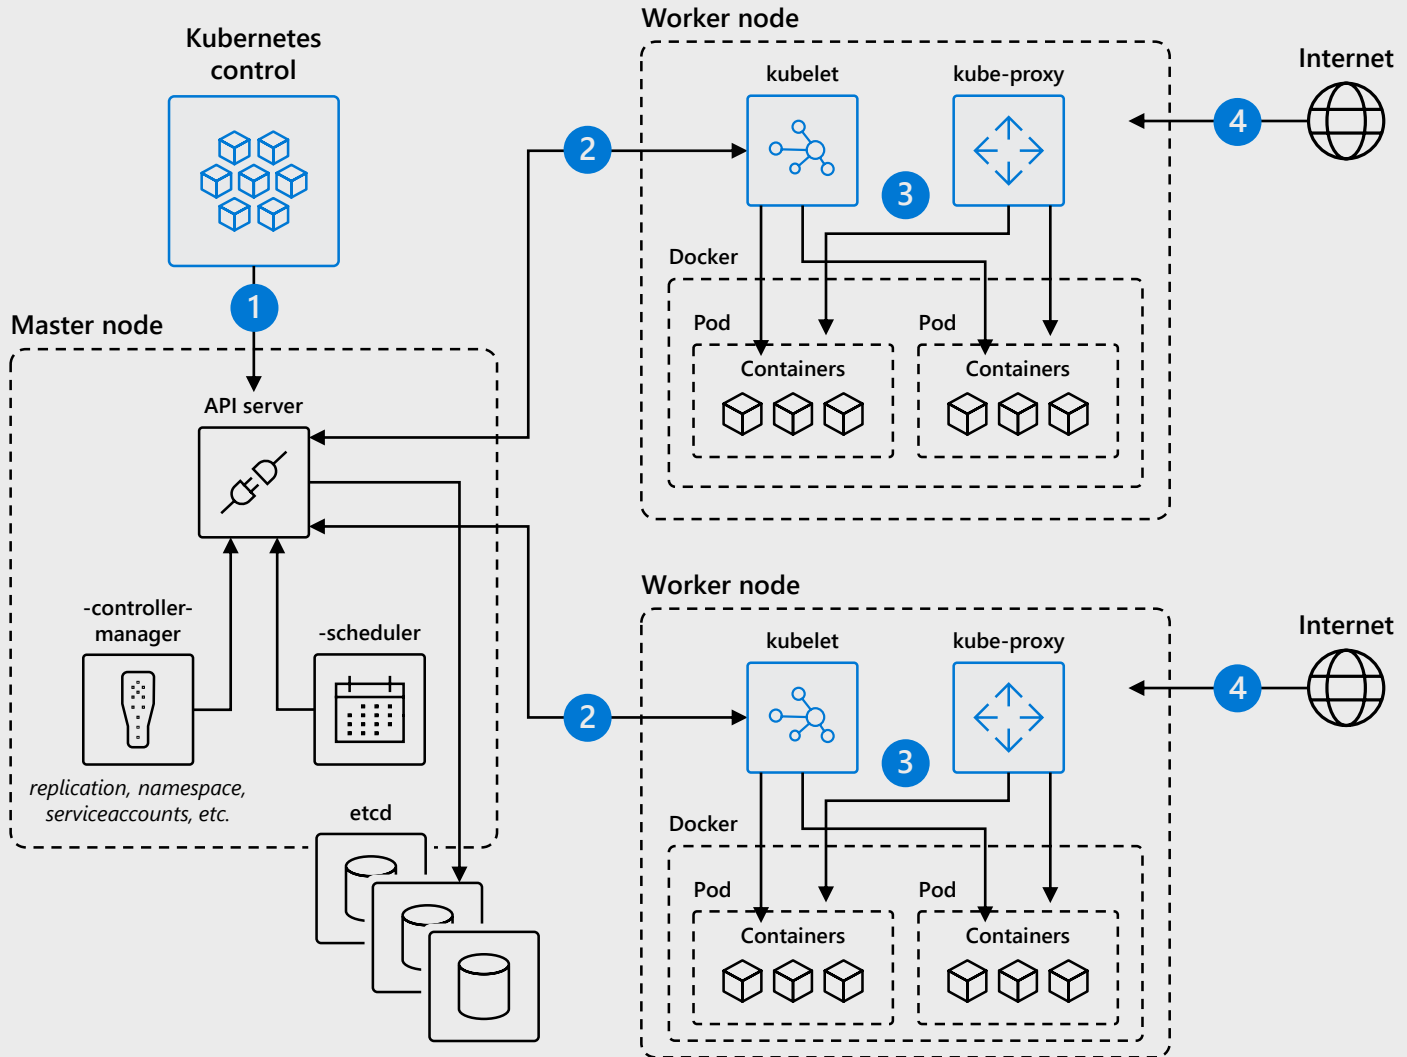 Kubernetes
control
1
Master node
API server
-controller-
manager
-scheduler
replication, namespace,
serviceaccounts, etc.
etcd
2
Worker node
kubelet
kube-proxy
3
Docker
Pod
Containers
Pod
Containers
4
Internet
2
Worker node
kubelet
kube-proxy
3
Docker
Pod
Containers
Pod
Containers
4
Internet